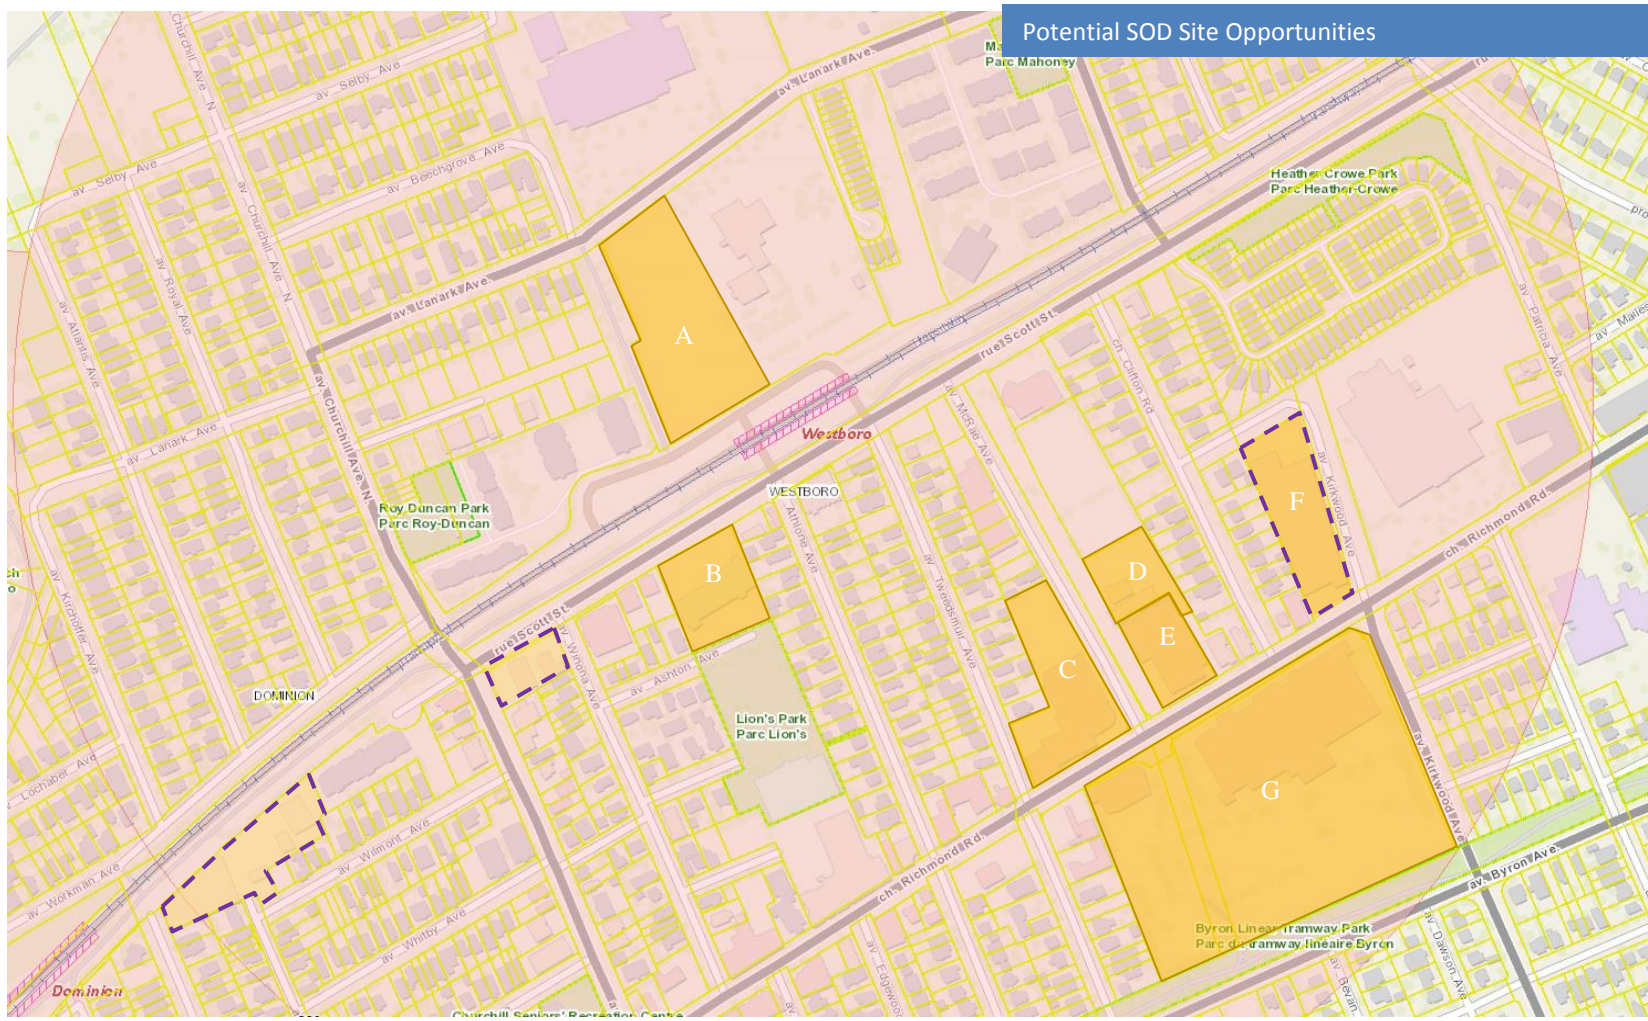 Potential SOD Site Opportunities
Parc Mahoney
av. Lanark Ave.
Churchill Ave N
av Selby Ave
av Beechgrove Ave
av Selby Ave
av Churchill Ave N
av Royal Ave
av Atlantis Ave
av. Lanark Ave.
Heather Crowe Park
Parc Heather-Crowe
A
rue Scott St.
ch Clifton Rd
av Patricia Ave
av McRae Ave
Westboro
WESTBORO
av. Churchill Ave. N
av Lanark Ave
Roy Duncan Park
Parc Roy-Duncan
av Athlone Ave
av Tweedsmuir Ave
av Kirkwood Ave
ch. Richmond Rd.
F
B
D
E
C
rue Scott St.
av Winona Ave
av Ashton Ave
av Kirchoffer Ave
DOMINION
Lion's Park
Parc Lion's
G
av Lochaber Ave
av Wilmont Ave
av Workman Ave
av Whitby Ave
ch. Richmond Rd.
av. Kirkwood Ave.
av. Byron Ave.
Byron Linear Tramway Park
Parc du tramway linéaire Byron
av Dawson Ave
av Bevan
av Edgewood
Dominion
Churchill Seniors' Recreation Centre